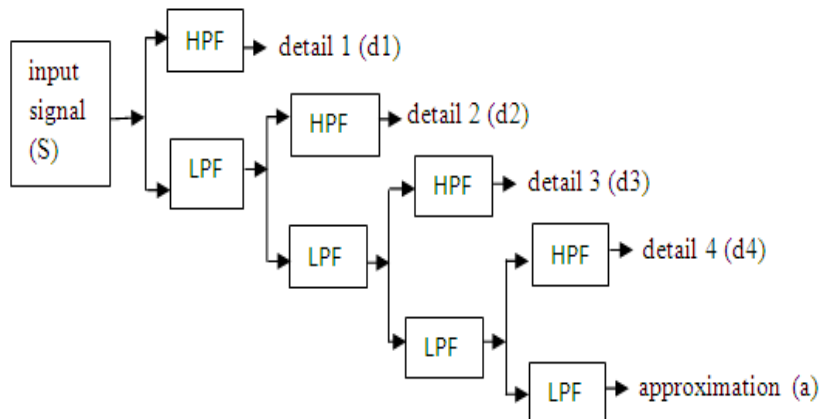 input
signal
(S)
HPF
detail 1 (d1)
LPF
HPF
detail 2 (d2)
LPF
HPF
detail 3 (d3)
LPF
HPF
detail 4 (d4)
LPF
approximation (a)